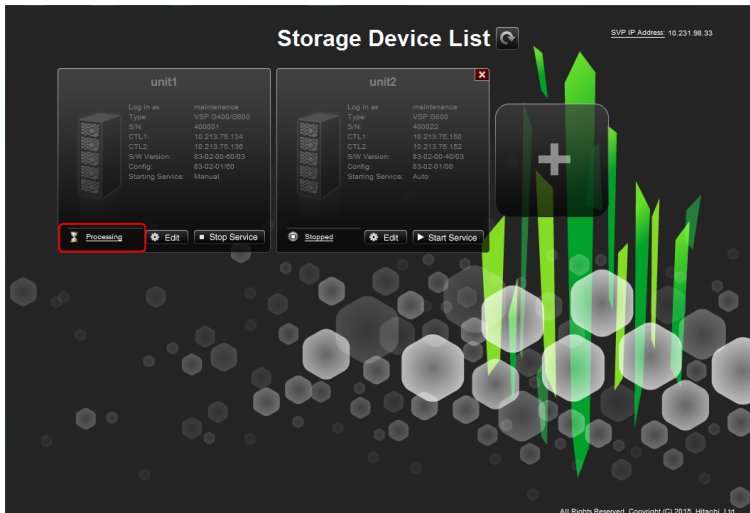 Storage Device List
SVP IP Address: 10.231.98.33
unit1
Log in as maintenance
Type: VSP G400/G600
S/N: 400001
CTL1: 10.213.75.134
CTL2: 10.213.75.136
S/W Version: 83-02-00-60/03
Config: 83-02-01/60
Starting Service: Manual
Processing
Edit
Stop Service
unit2
Log in as maintenance
Type: VSP G800
S/N: 400022
CTL1: 10.213.75.150
CTL2: 10.213.75.152
S/W Version: 83-02-00-40/03
Config: 83-02-01/00
Starting Service: Auto
Stopped
Edit
Start Service
All Rights Reserved. Copyright (C) 2015, Hitachi, Ltd.